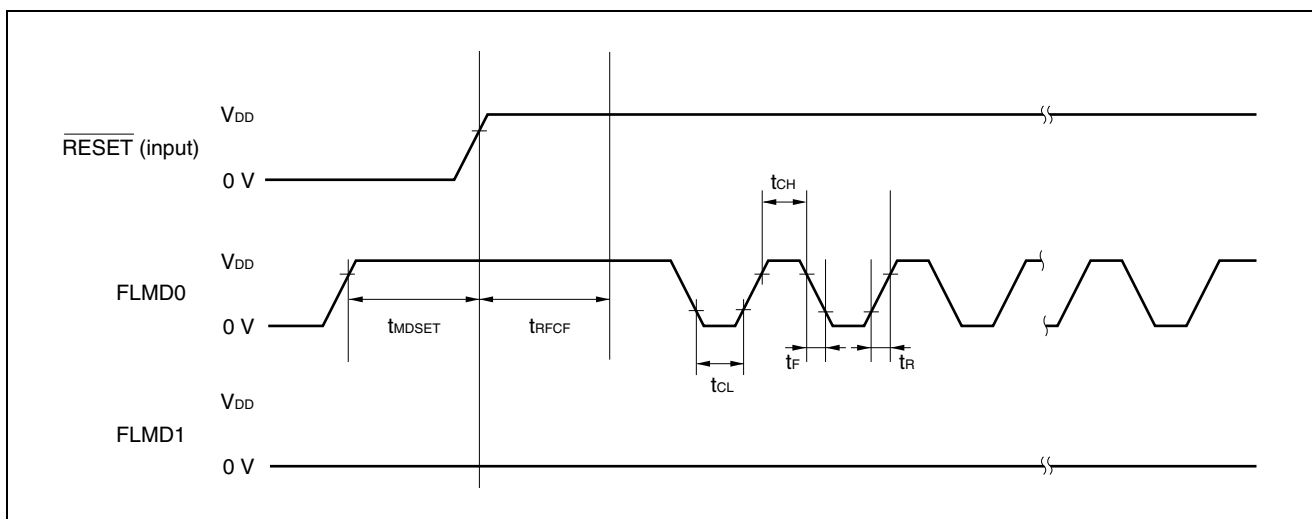 VDD
RESET (input)
0 V
tCH
VDD
FLMD0
tMDSET
tRFCF
0 V
tF
tR
tCL
VDD
FLMD1
0 V